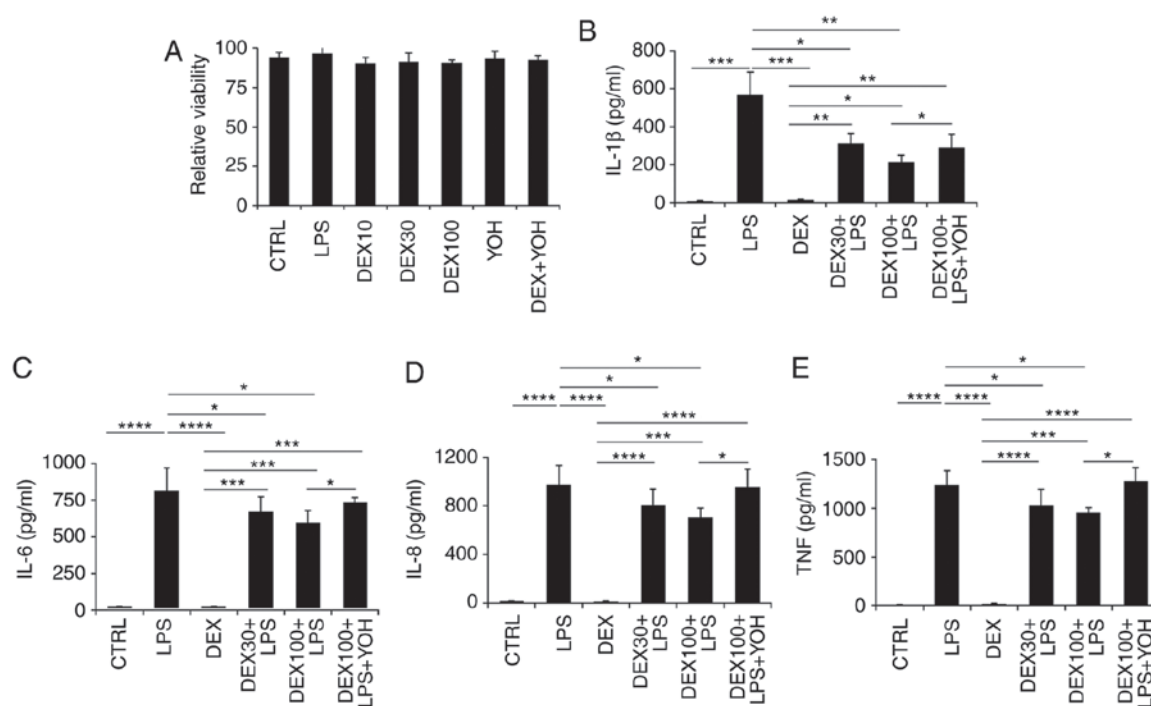 A
Relative viability
100
75
50
25
0
CTRL
LPS
DEX10
DEX30
DEX100
YOH
DEX+YOH
B
IL-1β (pg/ml)
800
600
400
200
0
**
*
***
***
**
*
**
*
CTRL
LPS
DEX
DEX30+
LPS
DEX100+
LPS
DEX100+
LPS+YOH
C
IL-6 (pg/ml)
1000
750
500
250
0
*
*
****
****
***
***
***
*
CTRL
LPS
DEX
DEX30+
LPS
DEX100+
LPS
DEX100+
LPS+YOH
D
IL-8 (pg/ml)
1200
800
400
0
*
*
****
****
****
***
****
*
CTRL
LPS
DEX
DEX30+
LPS
DEX100+
LPS
DEX100+
LPS+YOH
E
TNF (pg/ml)
1500
1000
500
0
*
*
****
****
****
***
****
*
CTRL
LPS
DEX
DEX30+
LPS
DEX100+
LPS
DEX100+
LPS+YOH